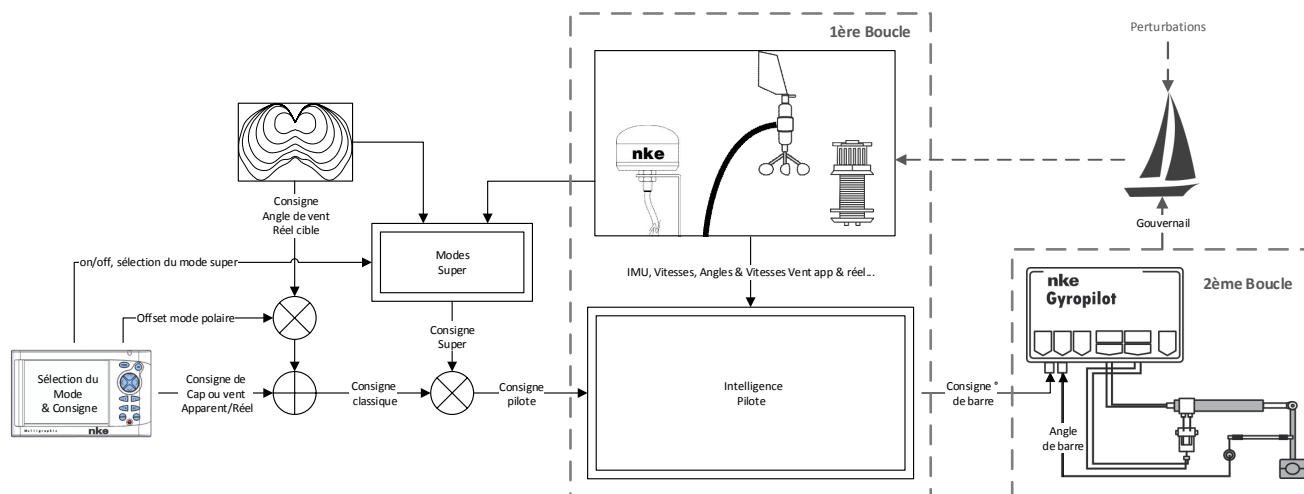 1ère Boucle
Perturbations
nke
Consigne
Angle de vent
Réel cible
Gouvernail
on/off, sélection du mode super
Modes
Super
IMU, Vitesses, Angles & Vitesses Vent app & réel...
nke
Gyropilot
2ème Boucle
Offset mode polaire
Consigne
Super
Sélection du
Mode
& Consigne
Consigne de
Cap ou vent
Apparent/Réel
Consigne
classique
Consigne
pilote
Intelligence
Pilote
Consigne °
de barre
Angle
de barre
Multigraphic
nke